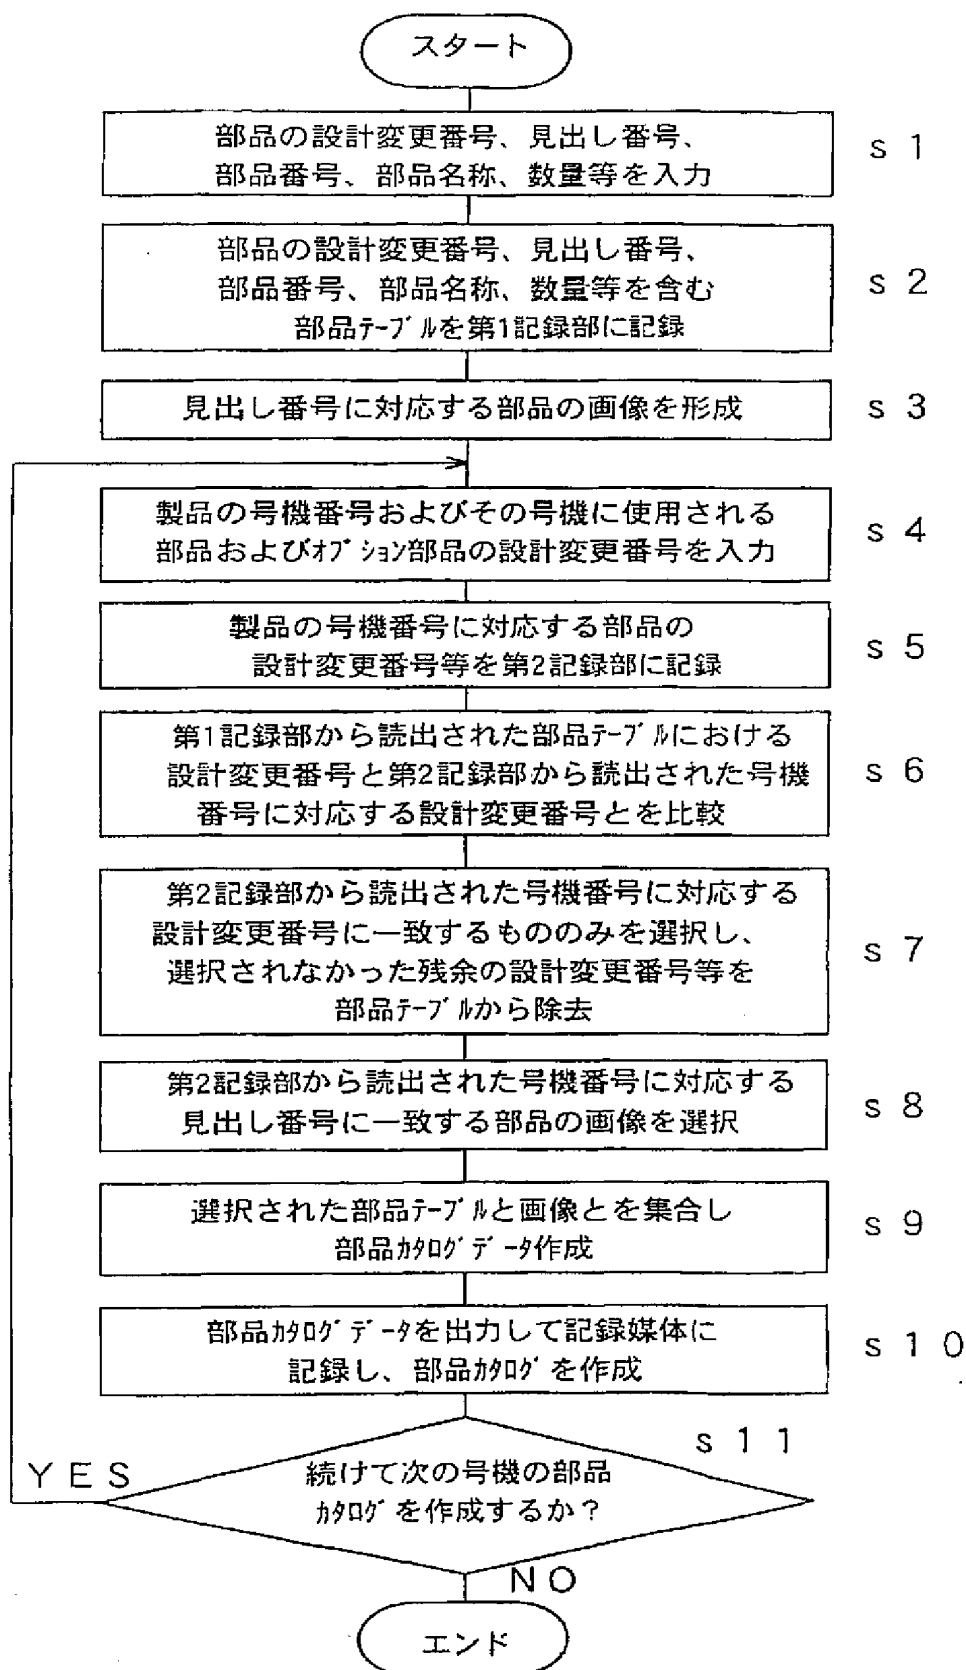 スタート
部品の設計変更番号、見出し番号、
部品番号、部品名称、数量等を入力
s 1
部品の設計変更番号、見出し番号、
部品番号、部品名称、数量等を含む
部品ﾃｰﾌﾞﾙを第1記録部に記録
s 2
見出し番号に対応する部品の画像を形成
s 3
製品の号機番号およびその号機に使用される
部品およびｵﾌﾟｼｮﾝ部品の設計変更番号を入力
s 4
製品の号機番号に対応する部品の
設計変更番号等を第2記録部に記録
s 5
第1記録部から読出された部品ﾃｰﾌﾞﾙにおける
設計変更番号と第2記録部から読出された号機
番号に対応する設計変更番号とを比較
s 6
第2記録部から読出された号機番号に対応する
設計変更番号に一致するもののみを選択し、
選択されなかった残余の設計変更番号等を
部品ﾃｰﾌﾞﾙから除去
s 7
第2記録部から読出された号機番号に対応する
見出し番号に一致する部品の画像を選択
s 8
選択された部品ﾃｰﾌﾞﾙと画像とを集合し
部品ｶﾀﾛｸﾞﾃﾞｰﾀ作成
s 9
部品ｶﾀﾛｸﾞﾃﾞｰﾀを出力して記録媒体に
記録し、部品ｶﾀﾛｸﾞを作成
s 1 0
s 1 1
続けて次の号機の部品
ｶﾀﾛｸﾞを作成するか？
YES
NO
エンド